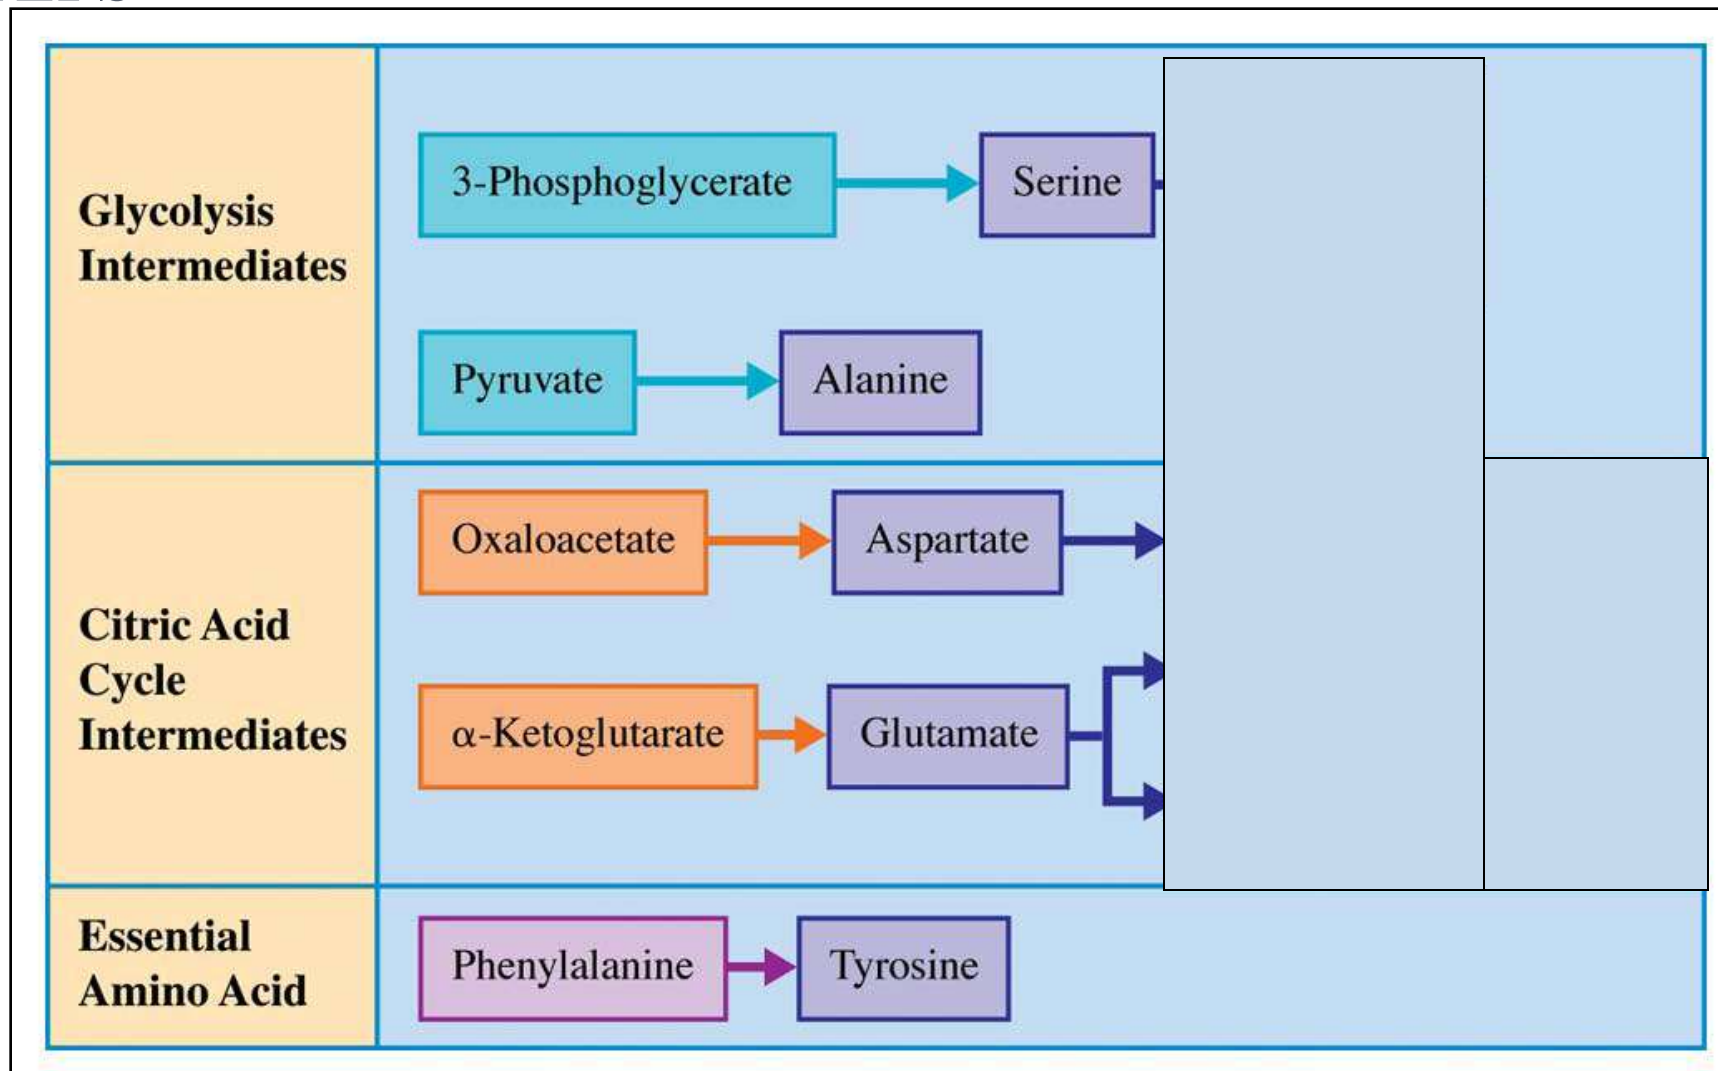 Glycolysis
Intermediates
3-Phosphoglycerate
Serine
Pyruvate
Alanine
Citric Acid
Cycle
Intermediates
Oxaloacetate
Aspartate
α-Ketoglutarate
Glutamate
Essential
Amino Acid
Phenylalanine
Tyrosine